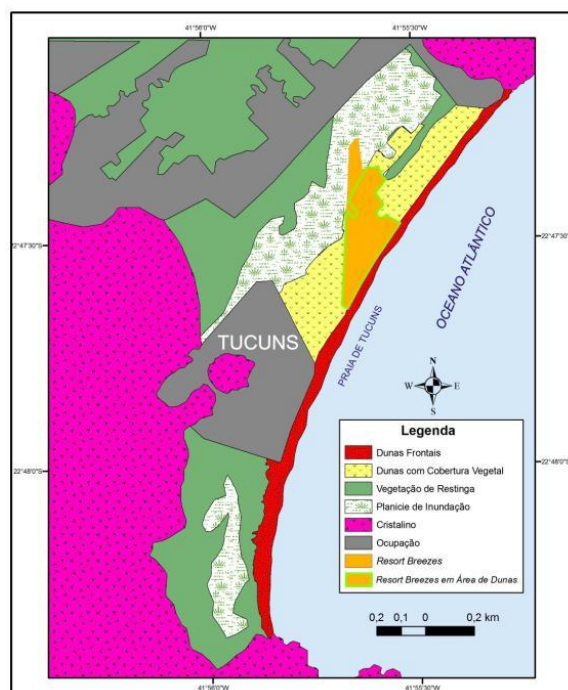 41°56'0"W
41°55'30"W
22°47'30"S
22°47'30"S
OCEANO ATLÂNTICO
TUCUNS
PRAIA DE TUCUNS
N
W
E
S
Legenda
Dunas Frontais
Dunas com Cobertura Vegetal
Vegetação de Restinga
Planicie de Inundação
Cristalino
Ocupação
Resort Breezes
Resort Breezes em Área de Dunas
22°48'0"S
22°48'0"S
0,2 0,1 0 0,2 km
41°56'0"W
41°55'30"W